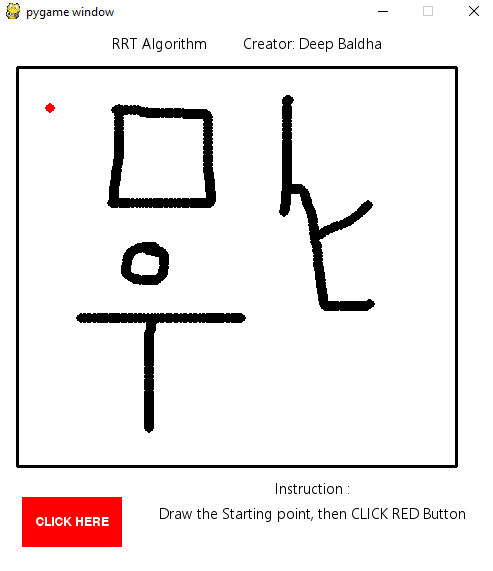 pygame window
RRT Algorithm Creator: Deep Baldha
Instruction :
Draw the Starting point, then CLICK RED Button
CLICK HERE